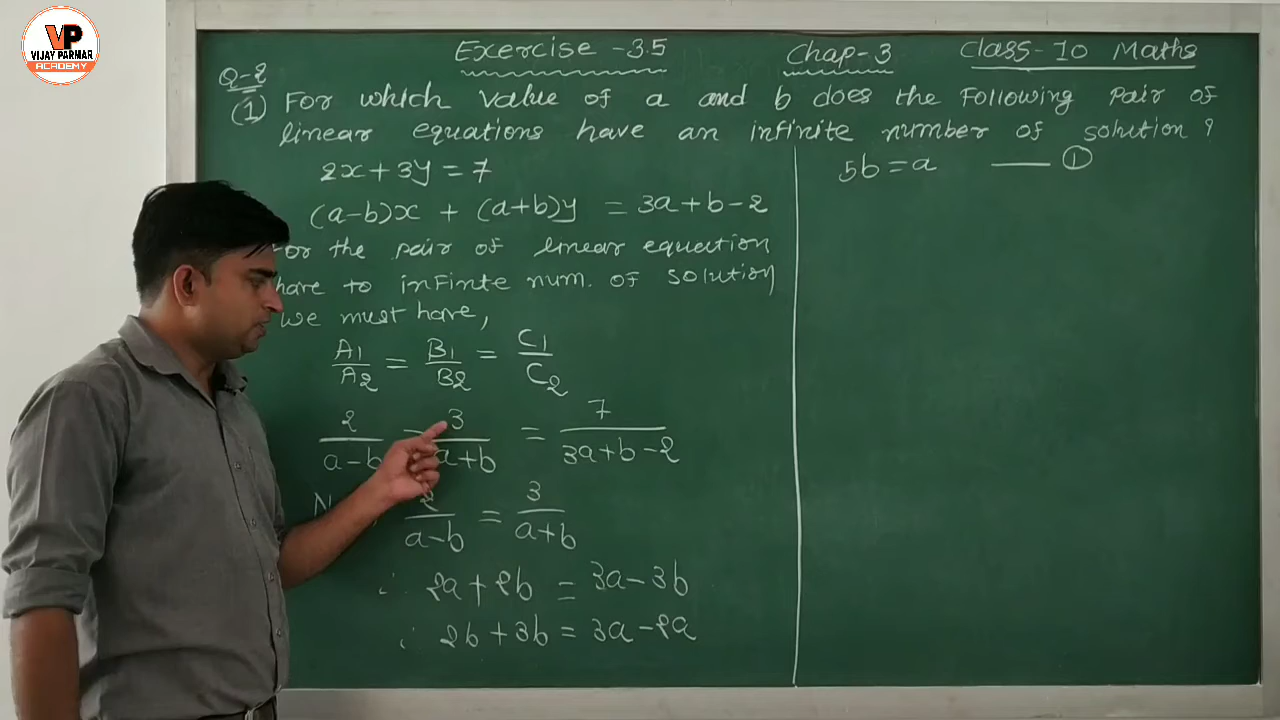 VP
VIJAY PARMAR
ACADEMY
Exercise -3.5 Chap-3 Class-10 Maths
Q-2
(1) For which value of a and b does the following pair of
linear equations have an infinite number of solution ?
2x + 3y = 7
(a-b)x + (a+b)y = 3a+b-2
For the pair of linear equation
have to infinte num. of solution
we must have,
A1/A2 = B1/B2 = C1/C2
2/(a-b) = 3/(a+b) = 7/(3a+b-2)
2/(a-b) = 3/(a+b)
∴ 2a+2b = 3a-3b
∴ 2b+3b = 3a-2a
5b = a —— ①